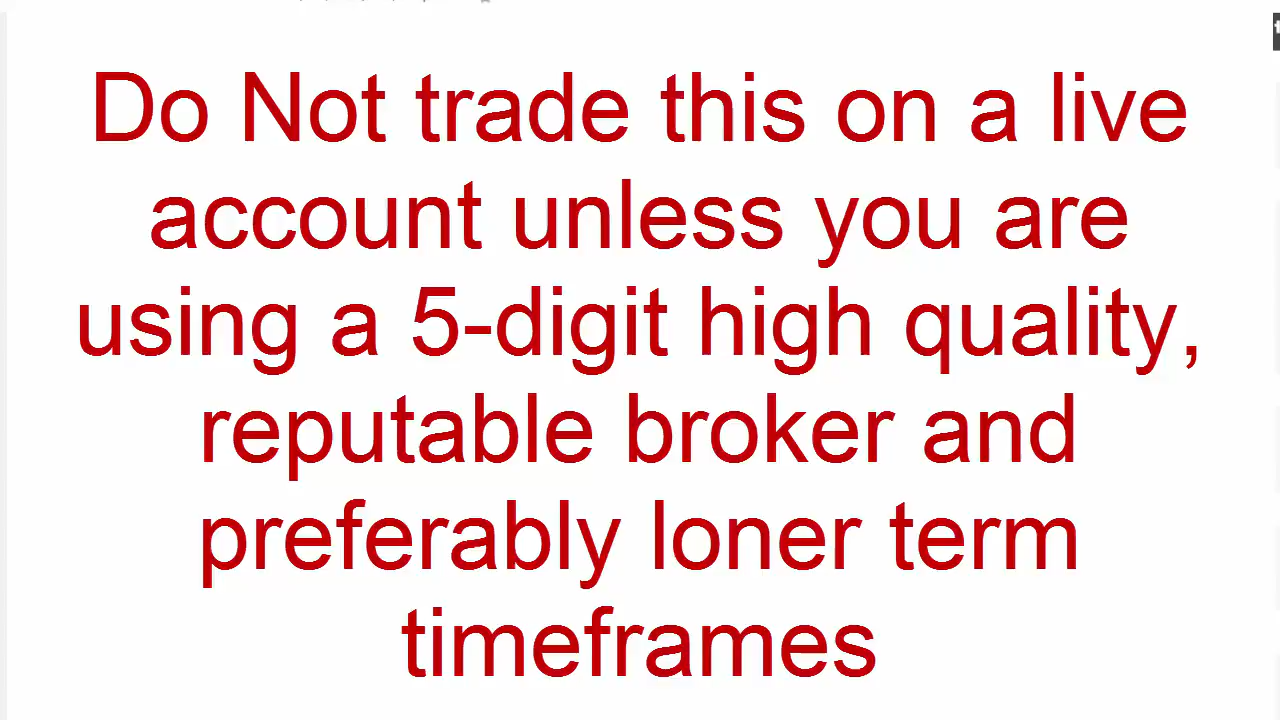 Do Not trade this on a live
account unless you are
using a 5-digit high quality,
reputable broker and
preferably loner term
timeframes